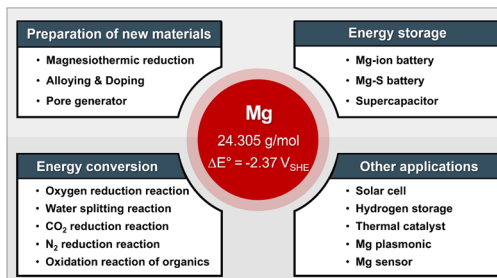 Preparation of new materials
• Magnesiothermic reduction
• Alloying & Doping
• Pore generator
Energy storage
• Mg-ion battery
• Mg-S battery
• Supercapacitor
Mg
24.305 g/mol
ΔE° = -2.37 V_SHE
Energy conversion
• Oxygen reduction reaction
• Water splitting reaction
• CO₂ reduction reaction
• N₂ reduction reaction
• Oxidation reaction of organics
Other applications
• Solar cell
• Hydrogen storage
• Thermal catalyst
• Mg plasmonic
• Mg sensor